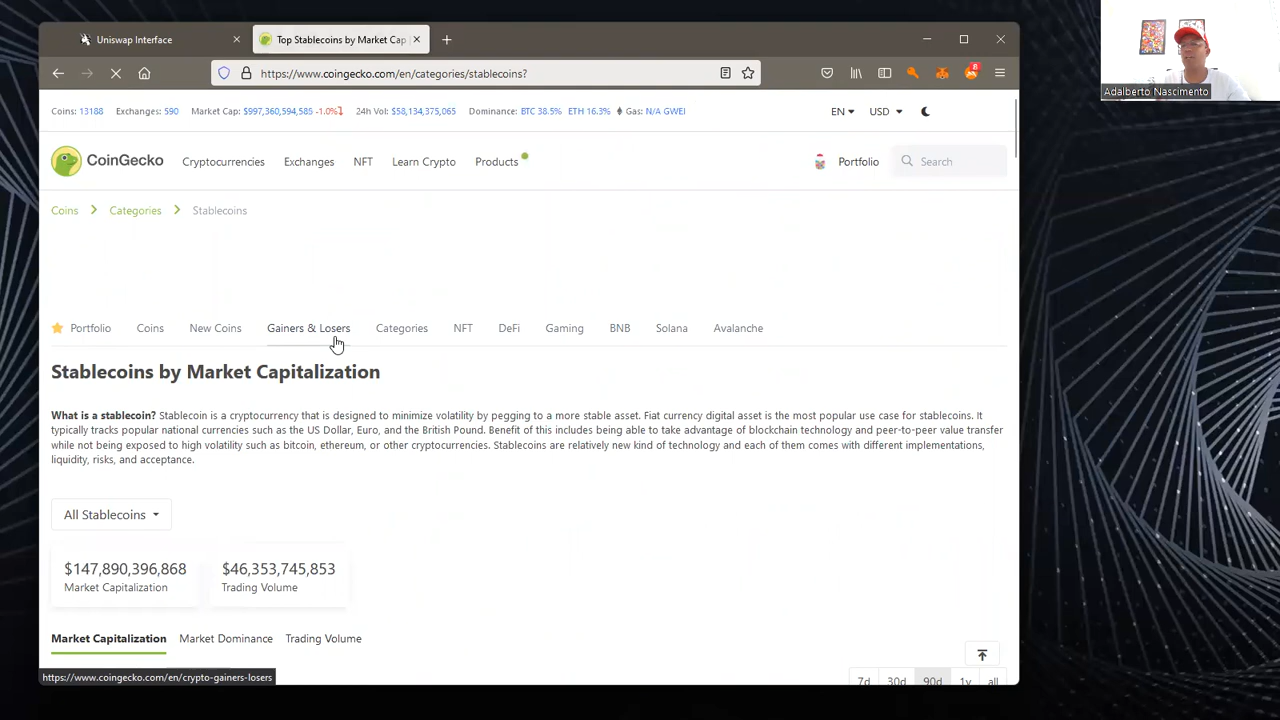 Uniswap Interface
Top Stablecoins by Market Cap
https://www.coingecko.com/en/categories/stablecoins?
8
Adalberto Nascimento
Coins: 13188 Exchanges: 590 Market Cap: $997,360,594,585 -1.0% 24h Vol: $58,134,375,065 Dominance: BTC 38.5% ETH 16.3% Gas: N/A GWEI
EN USD
CoinGecko Cryptocurrencies Exchanges NFT Learn Crypto Products Portfolio Search
Coins Categories Stablecoins
Portfolio Coins New Coins Gainers & Losers Categories NFT DeFi Gaming BNB Solana Avalanche
Stablecoins by Market Capitalization
What is a stablecoin? Stablecoin is a cryptocurrency that is designed to minimize volatility by pegging to a more stable asset. Fiat currency digital asset is the most popular use case for stablecoins. It
typically tracks popular national currencies such as the US Dollar, Euro, and the British Pound. Benefit of this includes being able to take advantage of blockchain technology and peer-to-peer value transfer
while not being exposed to high volatility such as bitcoin, ethereum, or other cryptocurrencies. Stablecoins are relatively new kind of technology and each of them comes with different implementations,
liquidity, risks, and acceptance.
All Stablecoins
$147,890,396,868 $46,353,745,853
Market Capitalization Trading Volume
Market Capitalization Market Dominance Trading Volume
https://www.coingecko.com/en/crypto-gainers-losers
7d 30d 90d 1y all